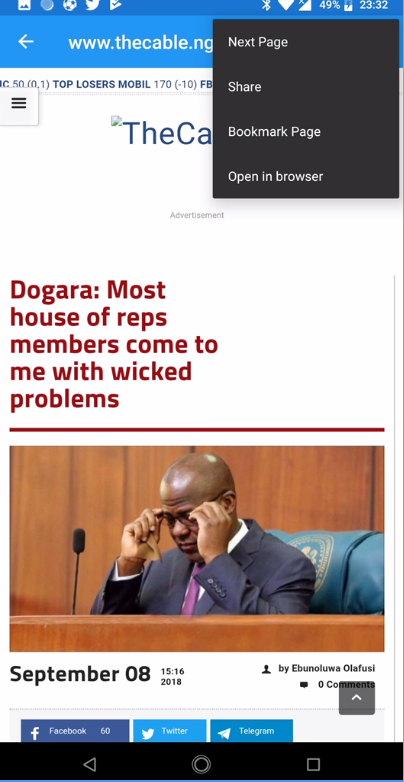 49% 23:32
www.thecable.ng
Next Page
Share
Bookmark Page
Open in browser
50 (0.1) TOP LOSERS MOBIL 170 (-10) FB
TheCa
Advertisement
Dogara: Most
house of reps
members come to
me with wicked
problems
September 08 15:16
2018
by Ebunoluwa Olafusi
0 Comments
Facebook 60
Twitter
Telegram